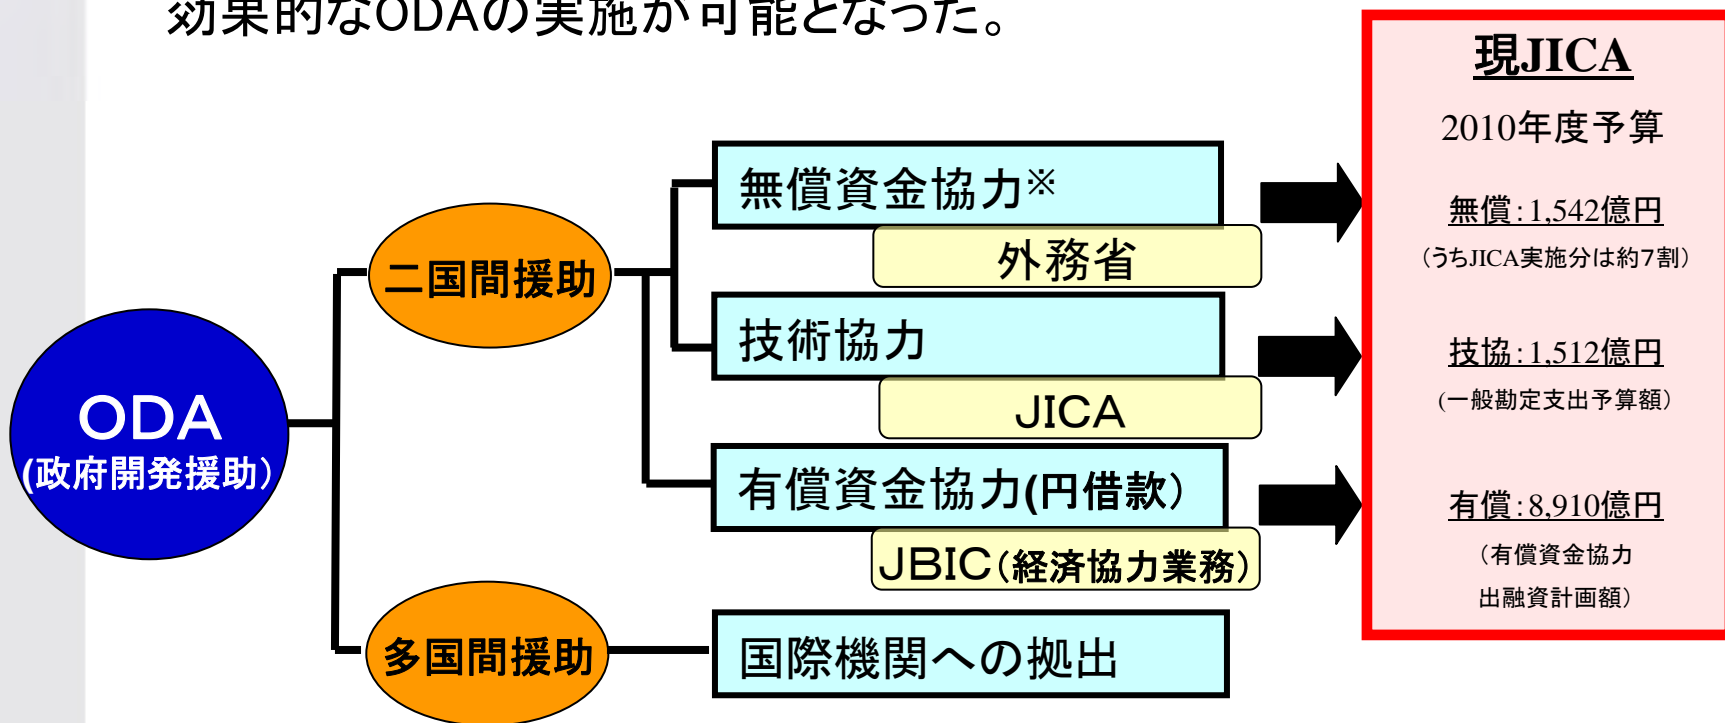 効果的なODAの実施が可能となった。
現JICA
2010年度予算
無償：1,542億円
（うちJICA実施分は約7割）
技協：1,512億円
(一般勘定支出予算額）
有償：8,910億円
（有償資金協力
出融資計画額）
無償資金協力※
外務省
二国間援助
技術協力
JICA
ODA
(政府開発援助）
有償資金協力(円借款）
JBIC（経済協力業務）
多国間援助
国際機関への拠出